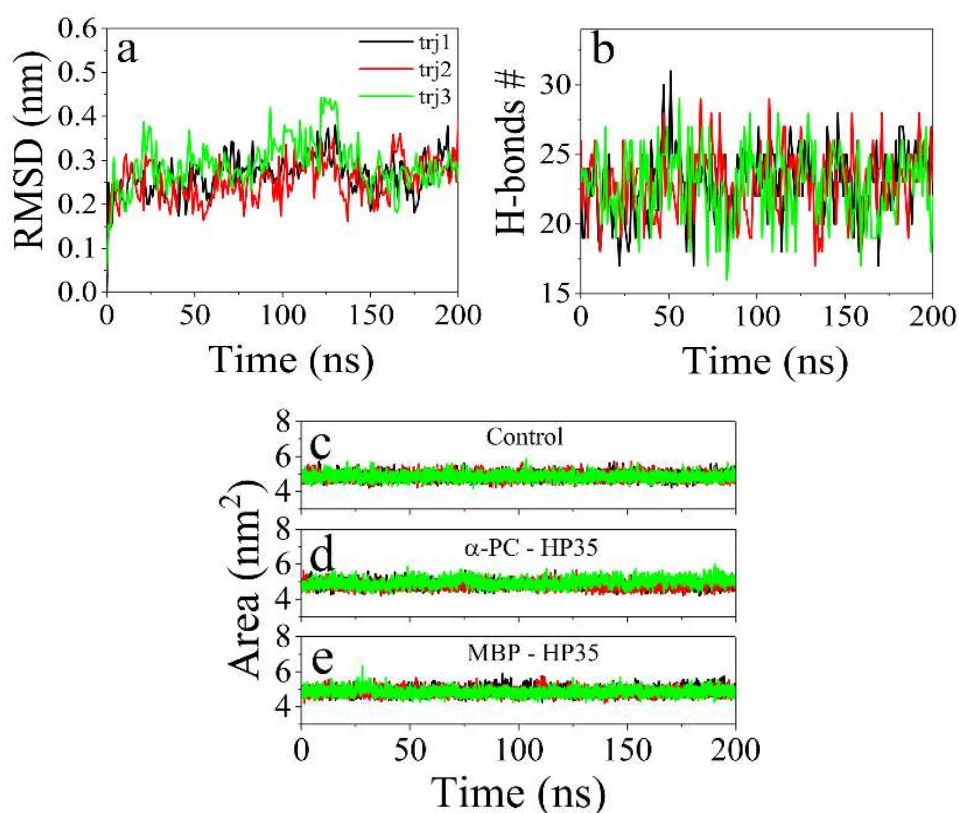 a
trj1
trj2
trj3
RMSD (nm)
0.6
0.5
0.4
0.3
0.2
0.1
0.0
0 50 100 150 200
Time (ns)
b
H-bonds #
30
25
20
15
0 50 100 150 200
Time (ns)
c
Control
8
6
4
d
α-PC - HP35
8
6
4
e
MBP - HP35
8
6
4
Area (nm²)
0 50 100 150 200
Time (ns)